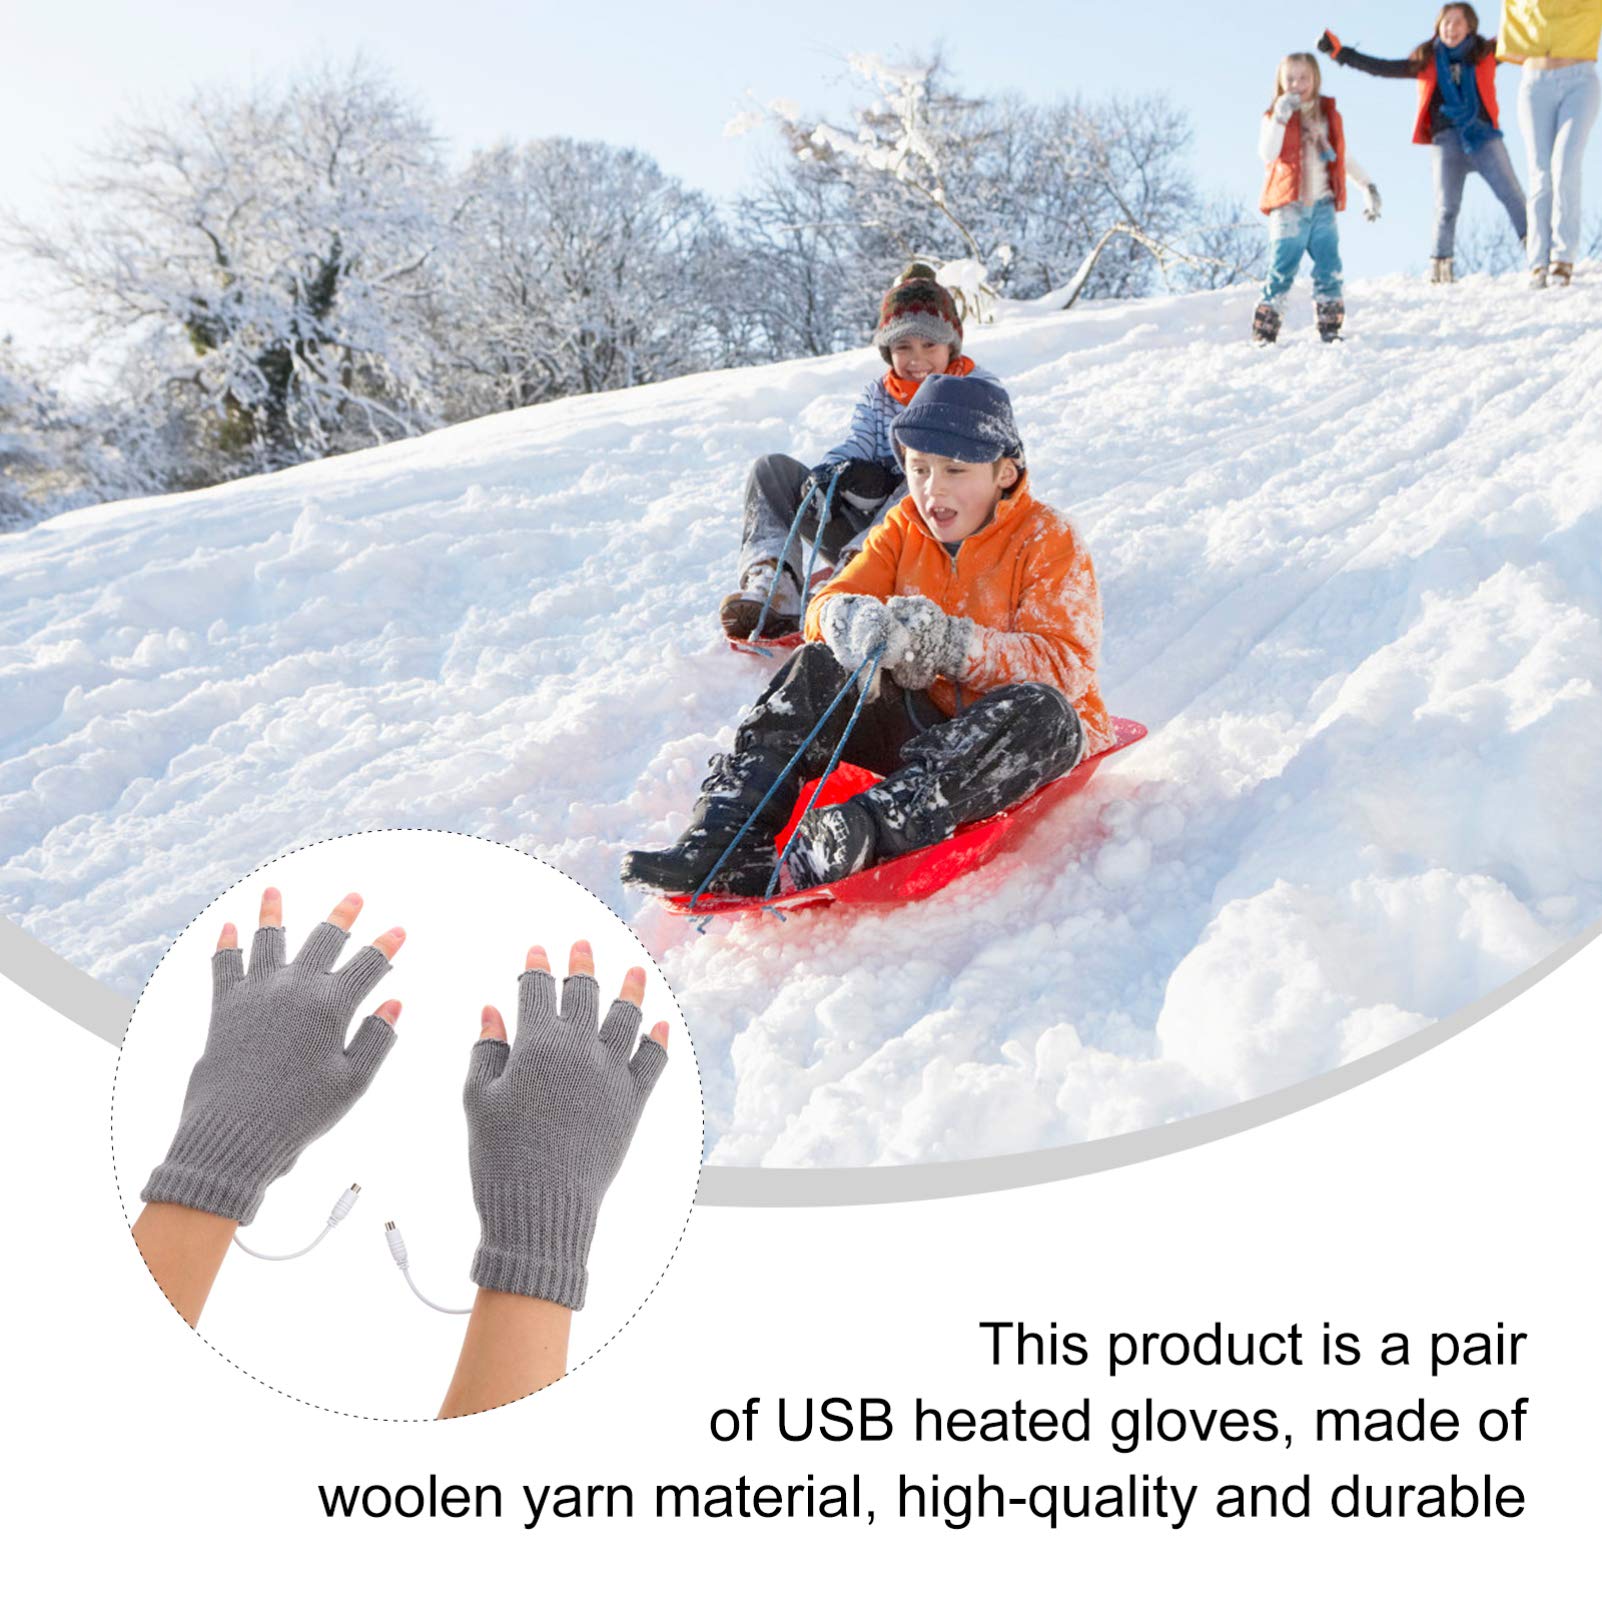 This product is a pair
of USB heated gloves, made of
woolen yarn material, high-quality and durable